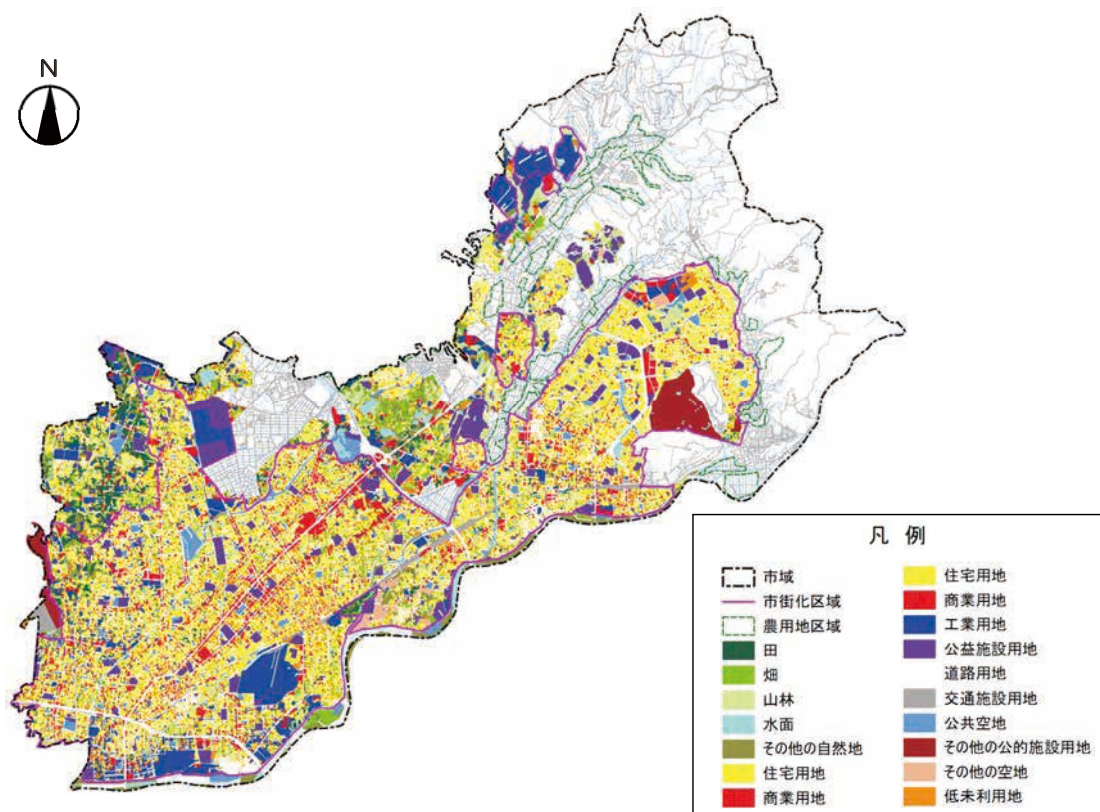 N
凡 例
市域
市街化区域
農用地区域
田
畑
山林
水面
その他の自然地
住宅用地
商業用地
住宅用地
商業用地
工業用地
公益施設用地
道路用地
交通施設用地
公共空地
その他の公的施設用地
その他の空地
低未利用地